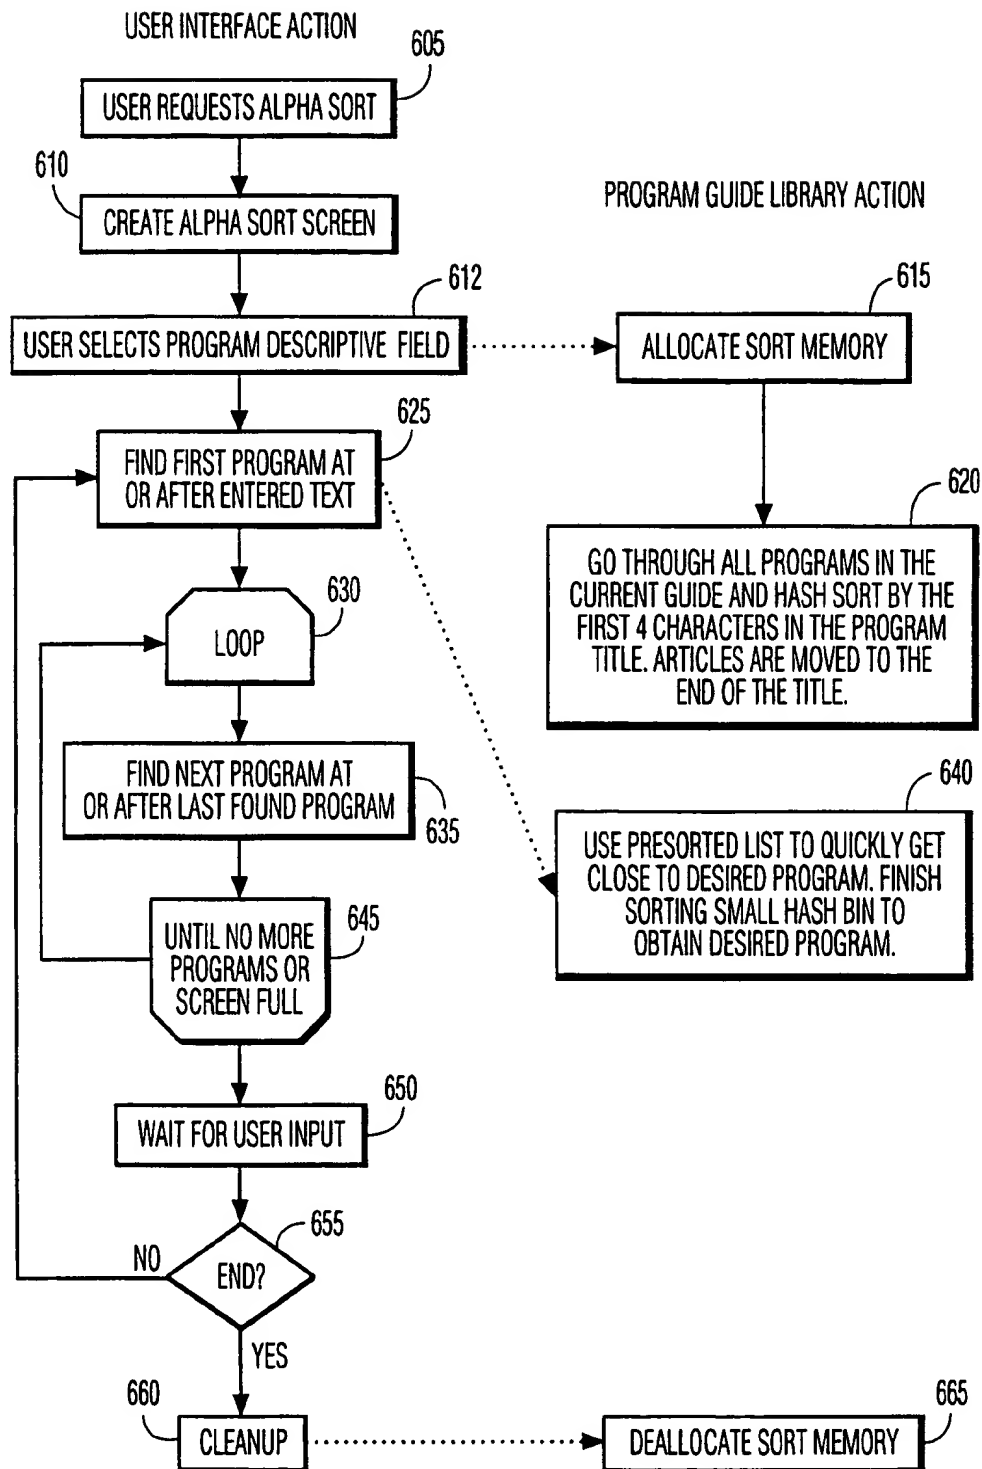 USER INTERFACE ACTION
605
USER REQUESTS ALPHA SORT
610
CREATE ALPHA SORT SCREEN
PROGRAM GUIDE LIBRARY ACTION
612
USER SELECTS PROGRAM DESCRIPTIVE FIELD
615
ALLOCATE SORT MEMORY
625
FIND FIRST PROGRAM AT
OR AFTER ENTERED TEXT
620
GO THROUGH ALL PROGRAMS IN THE
CURRENT GUIDE AND HASH SORT BY THE
FIRST 4 CHARACTERS IN THE PROGRAM
TITLE. ARTICLES ARE MOVED TO THE
END OF THE TITLE.
630
LOOP
FIND NEXT PROGRAM AT
OR AFTER LAST FOUND PROGRAM
635
640
USE PRESORTED LIST TO QUICKLY GET
CLOSE TO DESIRED PROGRAM. FINISH
SORTING SMALL HASH BIN TO
OBTAIN DESIRED PROGRAM.
645
UNTIL NO MORE
PROGRAMS OR
SCREEN FULL
650
WAIT FOR USER INPUT
655
END?
NO
YES
660
CLEANUP
665
DEALLOCATE SORT MEMORY